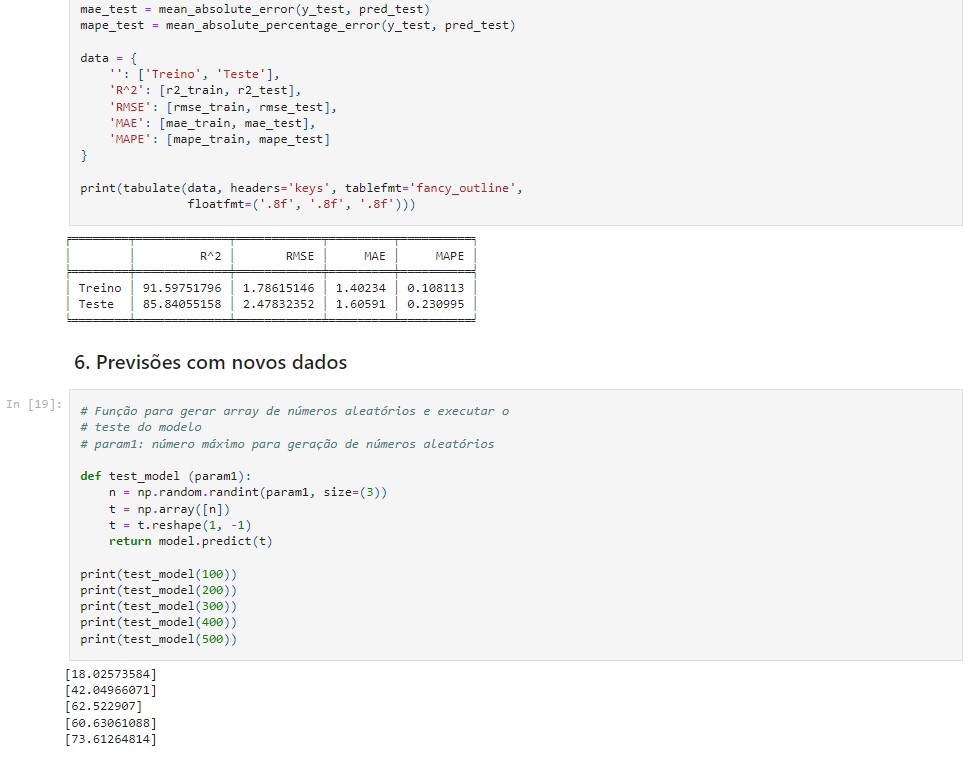 mae_test = mean_absolute_error(y_test, pred_test)
mape_test = mean_absolute_percentage_error(y_test, pred_test)
data = {
    '': ['Treino', 'Teste'],
    'R^2': [r2_train, r2_test],
    'RMSE': [rmse_train, rmse_test],
    'MAE': [mae_train, mae_test],
    'MAPE': [mape_train, mape_test]
}
print(tabulate(data, headers='keys', tablefmt='fancy_outline',
               floatfmt=('.8f', '.8f', '.8f')))
R^2 RMSE MAE MAPE
Treino 91.59751796 1.78615146 1.40234 0.108113
Teste 85.84055158 2.47832352 1.60591 0.230995
6. Previsões com novos dados
In [19]:
# Função para gerar array de números aleatórios e executar o
# teste do modelo
# param1: número máximo para geração de números aleatórios
def test_model (param1):
    n = np.random.randint(param1, size=(3))
    t = np.array([n])
    t = t.reshape(1, -1)
    return model.predict(t)
print(test_model(100))
print(test_model(200))
print(test_model(300))
print(test_model(400))
print(test_model(500))
[18.02573584]
[42.04966071]
[62.522907]
[60.63061088]
[73.61264814]